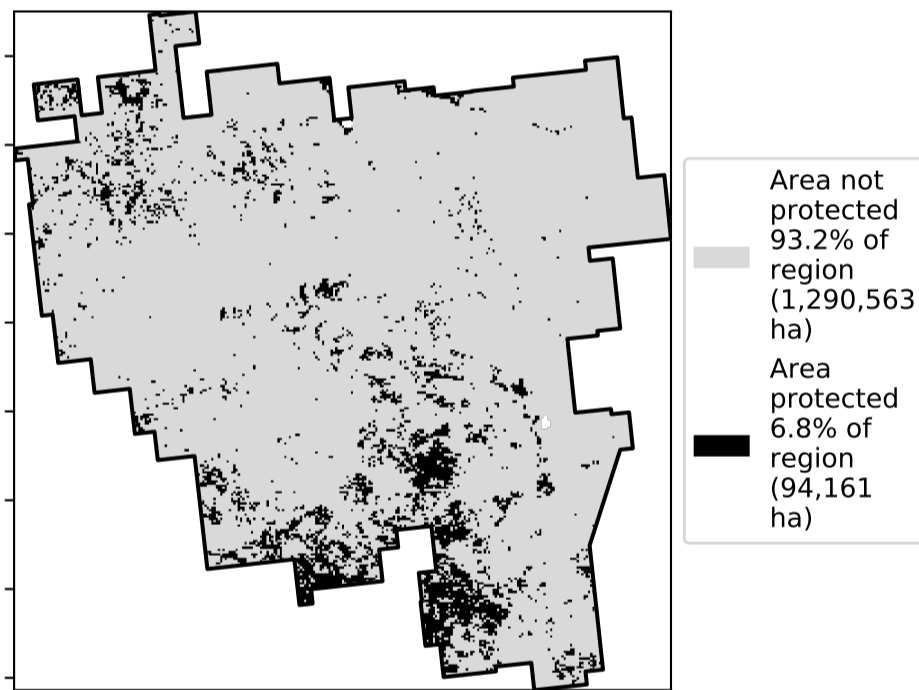 Area not
protected
93.2% of
region
(1,290,563
ha)
Area
protected
6.8% of
region
(94,161
ha)